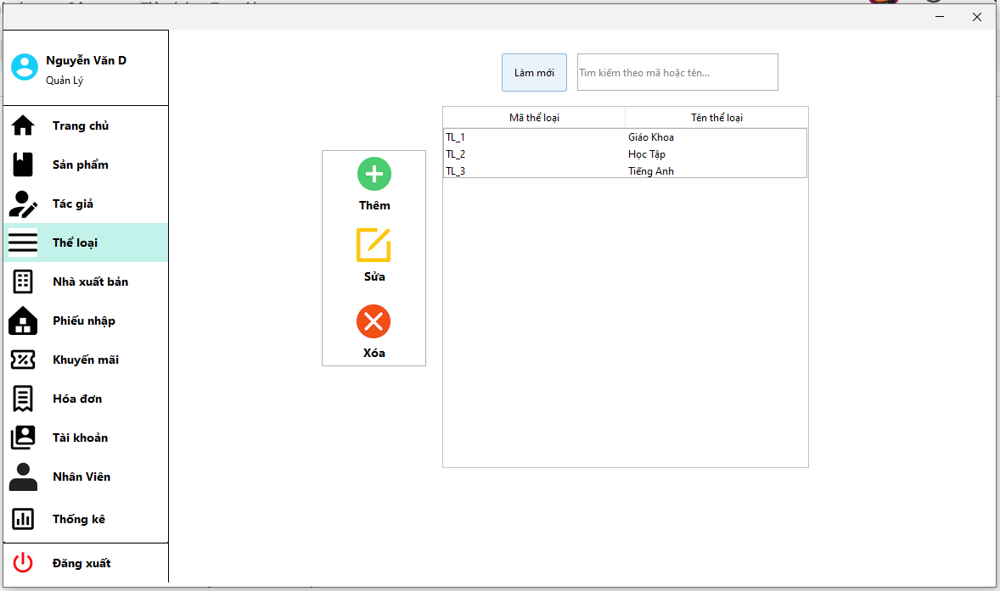 Nguyễn Văn D
Quản Lý
Trang chủ
Sản phẩm
Tác giả
Thể loại
Nhà xuất bản
Phiếu nhập
Khuyến mãi
Hóa đơn
Tài khoản
Nhân Viên
Thống kê
Đăng xuất
Làm mới
Tìm kiếm theo mã hoặc tên...
Thêm
Sửa
Xóa
Mã thể loại Tên thể loại
TL_1 Giáo Khoa
TL_2 Học Tập
TL_3 Tiếng Anh